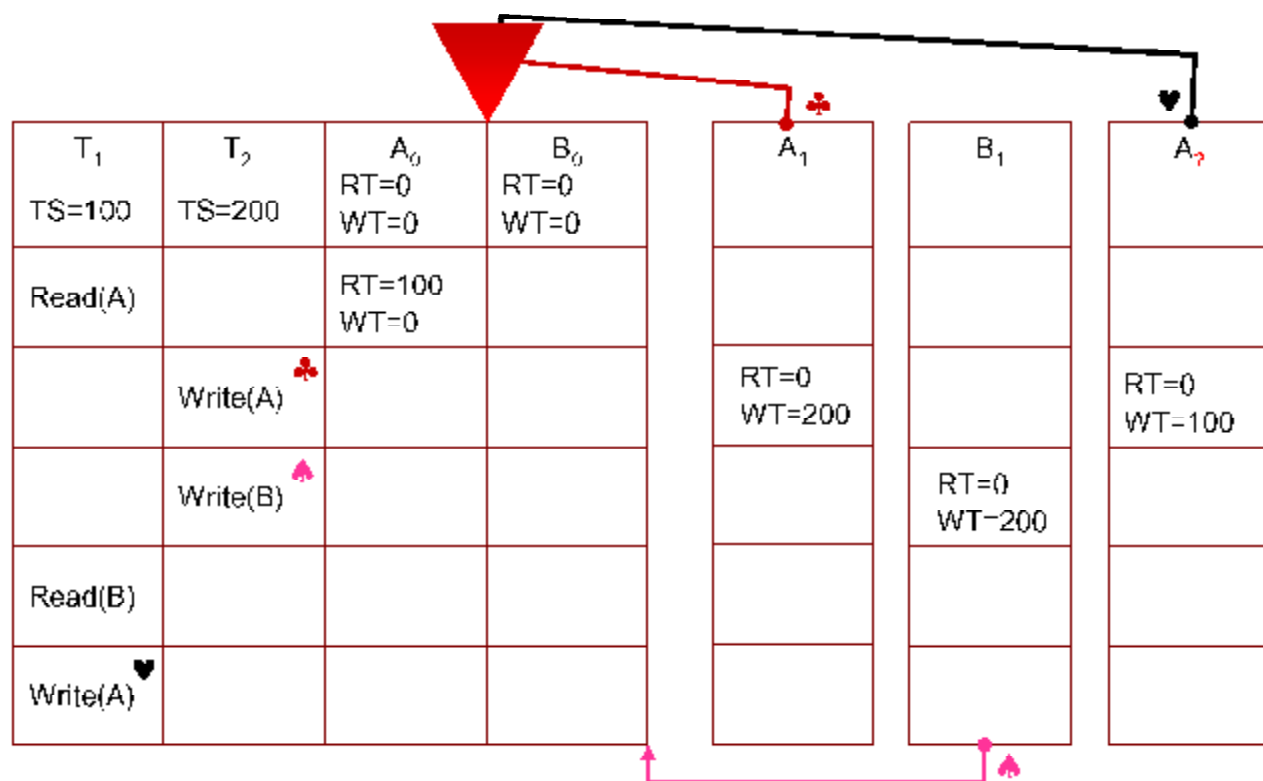 T₁ T₂ A₀ B₀ A₁ B₁ A?
TS=100 TS=200 RT=0 RT=0
WT=0 WT=0
Read(A) RT=100
WT=0
Write(A) RT=0 RT=0
WT=200 WT=100
Write(B) RT=0
WT=200
Read(B)
Write(A)